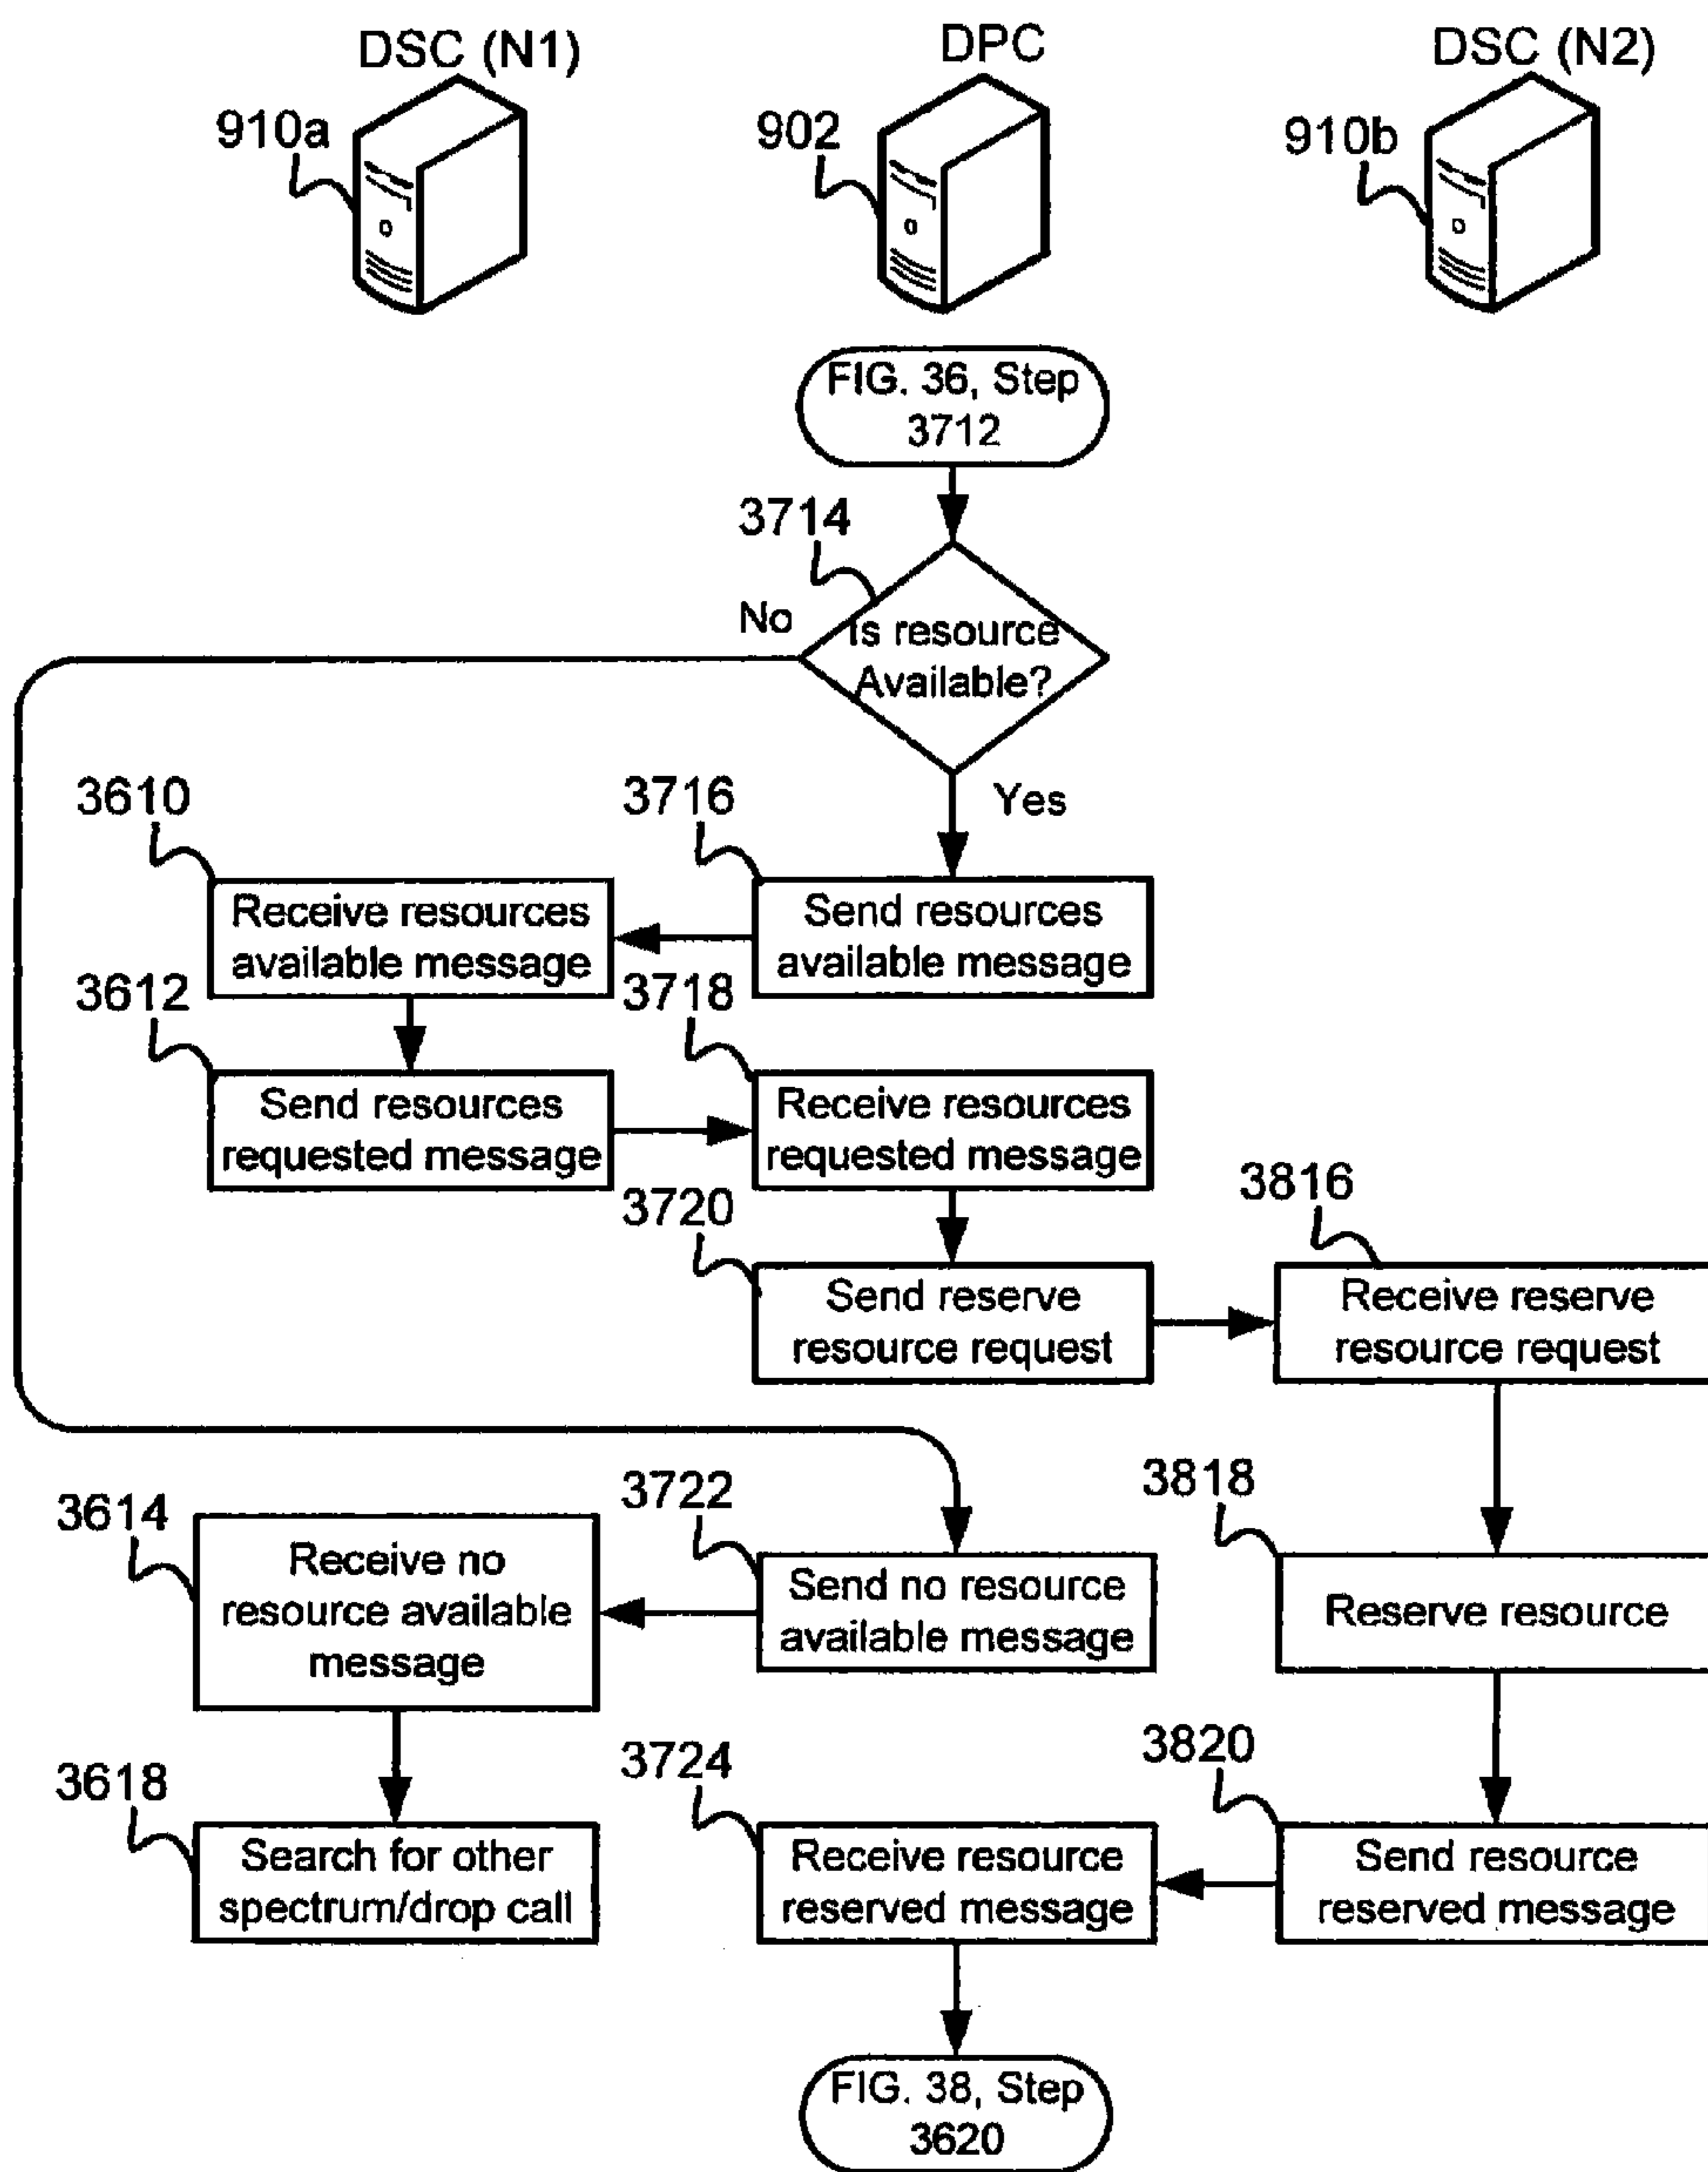 DSC (N1)
DPC
DSC (N2)
910a
902
910b
FIG. 36, Step
3712
3714
No
Is resource
Available?
Yes
3610
3716
Receive resources
available message
Send resources
available message
3612
3718
Send resources
requested message
Receive resources
requested message
3720
3816
Send reserve
resource request
Receive reserve
resource request
3614
3722
3818
Receive no
resource available
message
Send no resource
available message
Reserve resource
3618
3724
3820
Search for other
spectrum/drop call
Receive resource
reserved message
Send resource
reserved message
FIG. 38, Step
3620